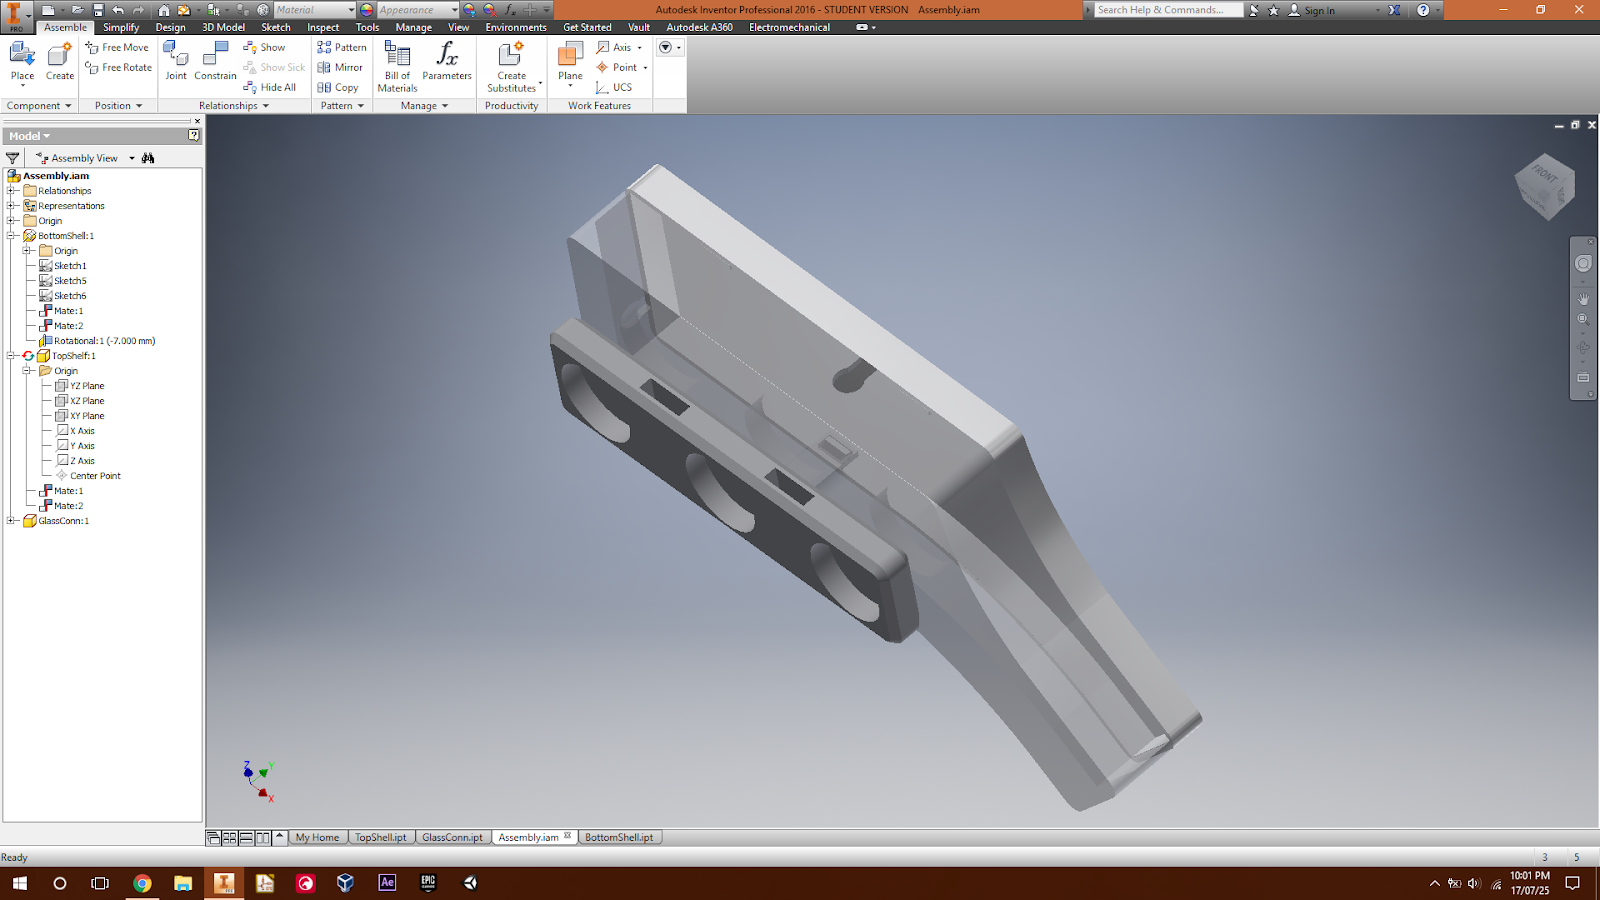 Material
Appearance
Autodesk Inventor Professional 2016 - STUDENT VERSION Assembly.iam
Search Help & Commands...
Sign In
PRO
Assemble Simplify Design 3D Model Sketch Inspect Tools Manage View Environments Get Started Vault Autodesk A360 Electromechanical
Place
Create
Free Move
Free Rotate
Joint
Constrain
Show
Show Sick
Hide All
Pattern
Mirror
Copy
Bill of
Materials
Parameters
Create
Substitutes
Plane
Axis
Point
UCS
Component Position Relationships Pattern Manage Productivity Work Features
Model
Assembly View
Assembly.iam
Relationships
Representations
Origin
BottomShell:1
Origin
Sketch1
Sketch5
Sketch6
Mate:1
Mate:2
Rotational:1 (-7.000 mm)
TopShelf:1
Origin
YZ Plane
XZ Plane
XY Plane
X Axis
Y Axis
Z Axis
Center Point
Mate:1
Mate:2
GlassConn:1
FRONT
Z
Y
X
My Home TopShell.ipt GlassConn.ipt Assembly.iam BottomShell.ipt
Ready
3 5
Ae
EPIC
10:01 PM
17/07/25